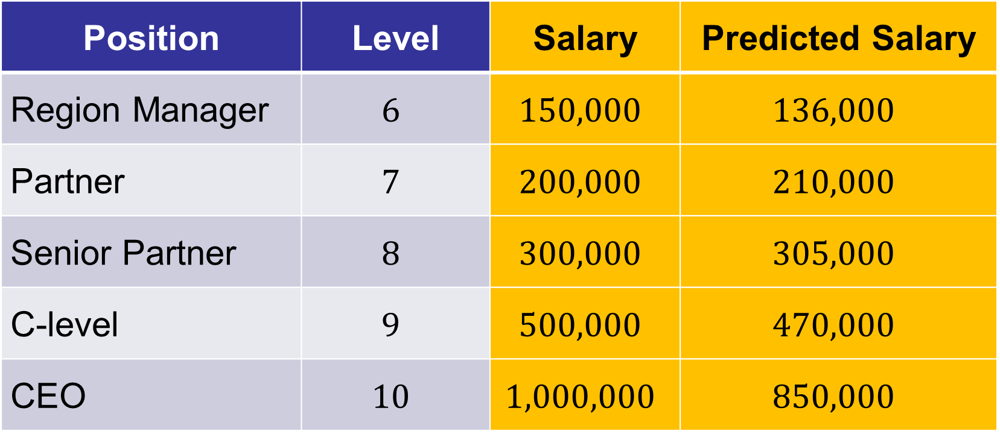 Position Level Salary Predicted Salary
Region Manager 6 150,000 136,000
Partner 7 200,000 210,000
Senior Partner 8 300,000 305,000
C-level 9 500,000 470,000
CEO 10 1,000,000 850,000